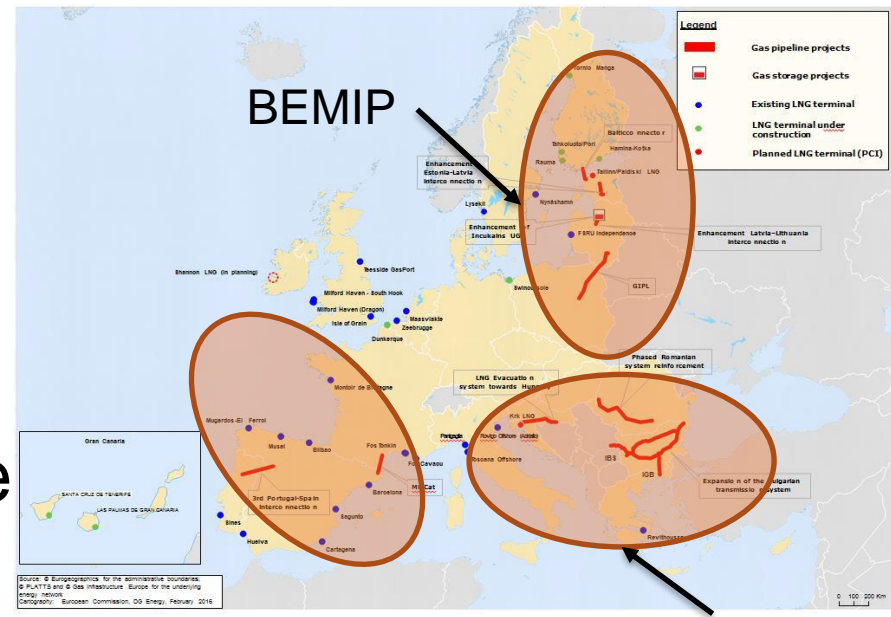 BEMIP
Legend
Gas pipeline projects
Gas storage projects
Existing LNG terminal
LNG terminal under
construction
Planned LNG terminal (PCI)
Tornio Manga
Balticconnector
Tahkoluoto/Pori
Hamina-Kotka
Rauma
Tallinn/Paldiski LNG
Enhancement
Estonia-Latvia
interconnection
Nynäshamn
Lysekil
Enhancement of
Incukalns UGS
FSRU Independence
Enhancement Latvia-Lithuania
interconnection
Shannon LNG (in planning)
Teesside GasPort
GIPL
Swinoujscie
Milford Haven - South Hook
Milford Haven (Dragon)
Maasvlakte
Isle of Grain
Zeebrugge
Dunkerque
Phased Romanian
system reinforcement
LNG Evacuation
system towards Hungary
Montoir de Bretagne
Krk LNG
Mugardos -El Ferrol
Panigaglia
Rovigo Offshore (Adriatic)
Gran Canaria
Musel
Fos Tonkin
Bilbao
Fos Cavaou
Toscana Offshore
IBS
IGB
Expansion of the Bulgarian
transmission system
e
SANTA CRUZ DE TENERIFE
3rd Portugal-Spain
interconnection
MidCat
Barcelona
LAS PALMAS DE GRAN CANARIA
Sagunto
Sines
Revithoussa
Huelva
Cartagena
Source: © Eurogeographics for the administrative boundaries;
© PLATTS and © Gas Infrastructure Europe for the underlying
energy network
Cartography: European Commission, DG Energy, February 2016
0 100 200 Km